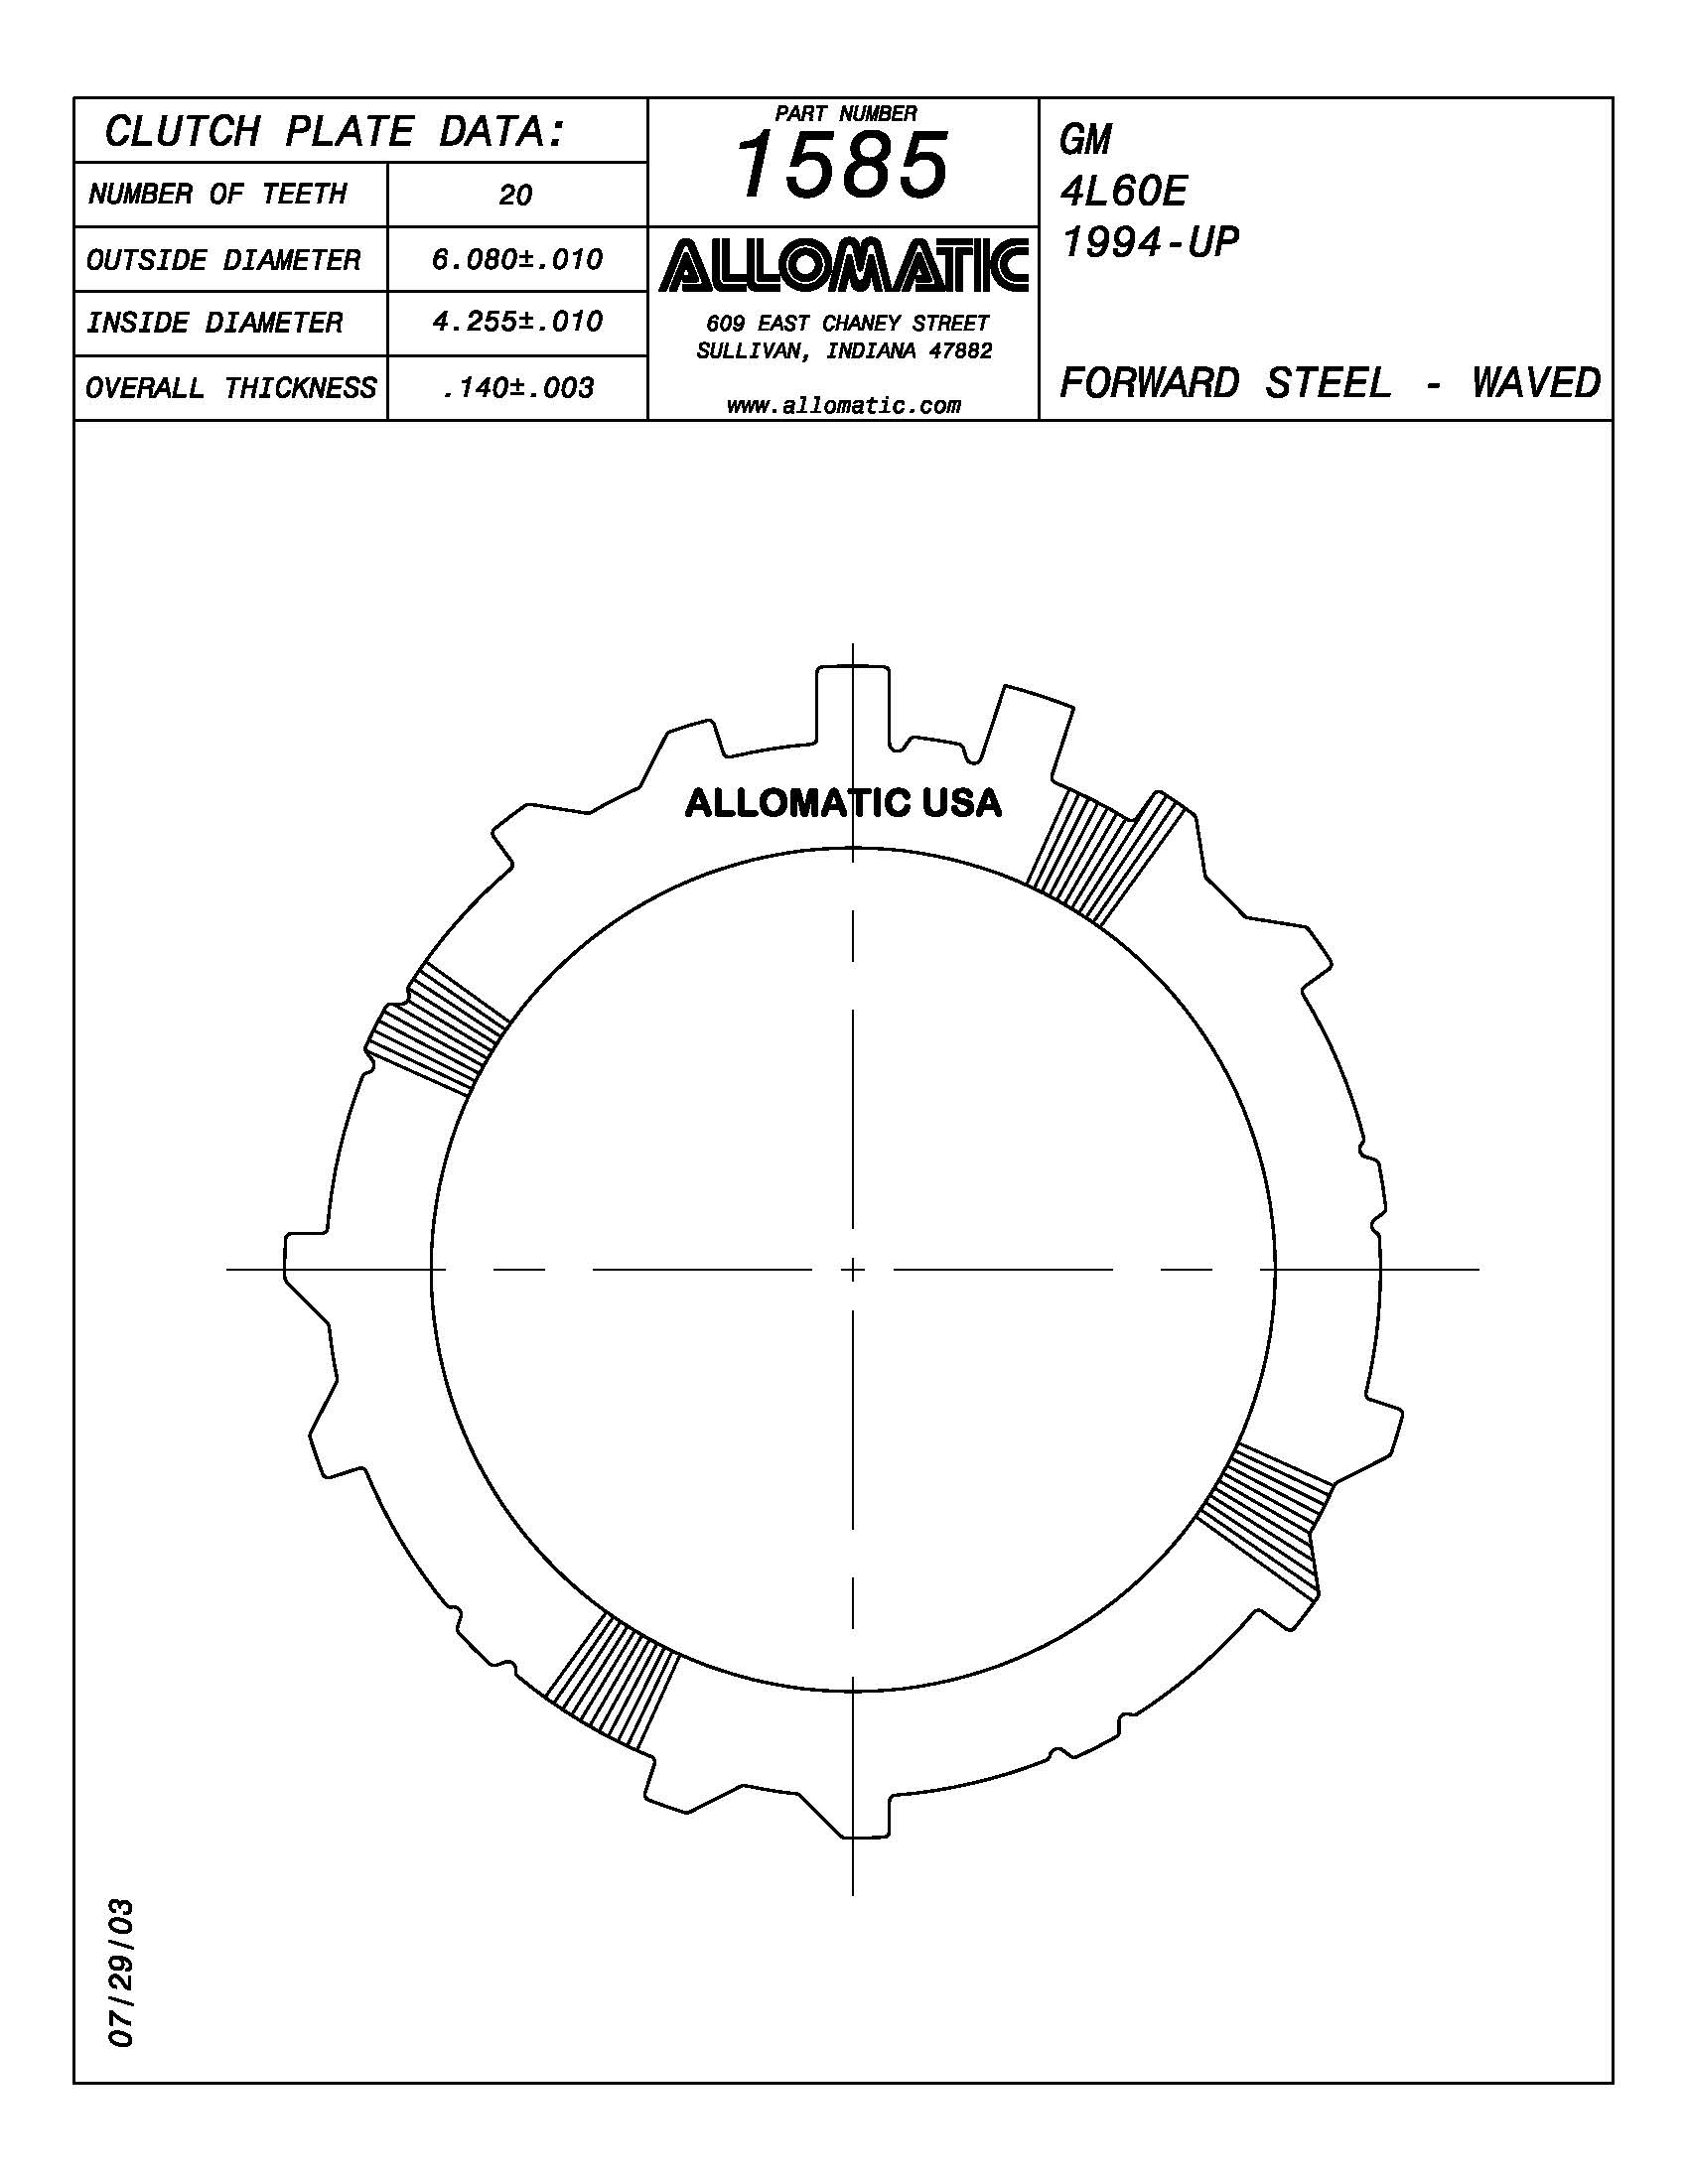 CLUTCH PLATE DATA:
NUMBER OF TEETH 20
OUTSIDE DIAMETER 6.080±.010
INSIDE DIAMETER 4.255±.010
OVERALL THICKNESS .140±.003
PART NUMBER
1585
ALLOMATIC
609 EAST CHANEY STREET
SULLIVAN, INDIANA 47882
www.allomatic.com
GM
4L60E
1994-UP
FORWARD STEEL - WAVED
ALLOMATIC USA
07/29/03